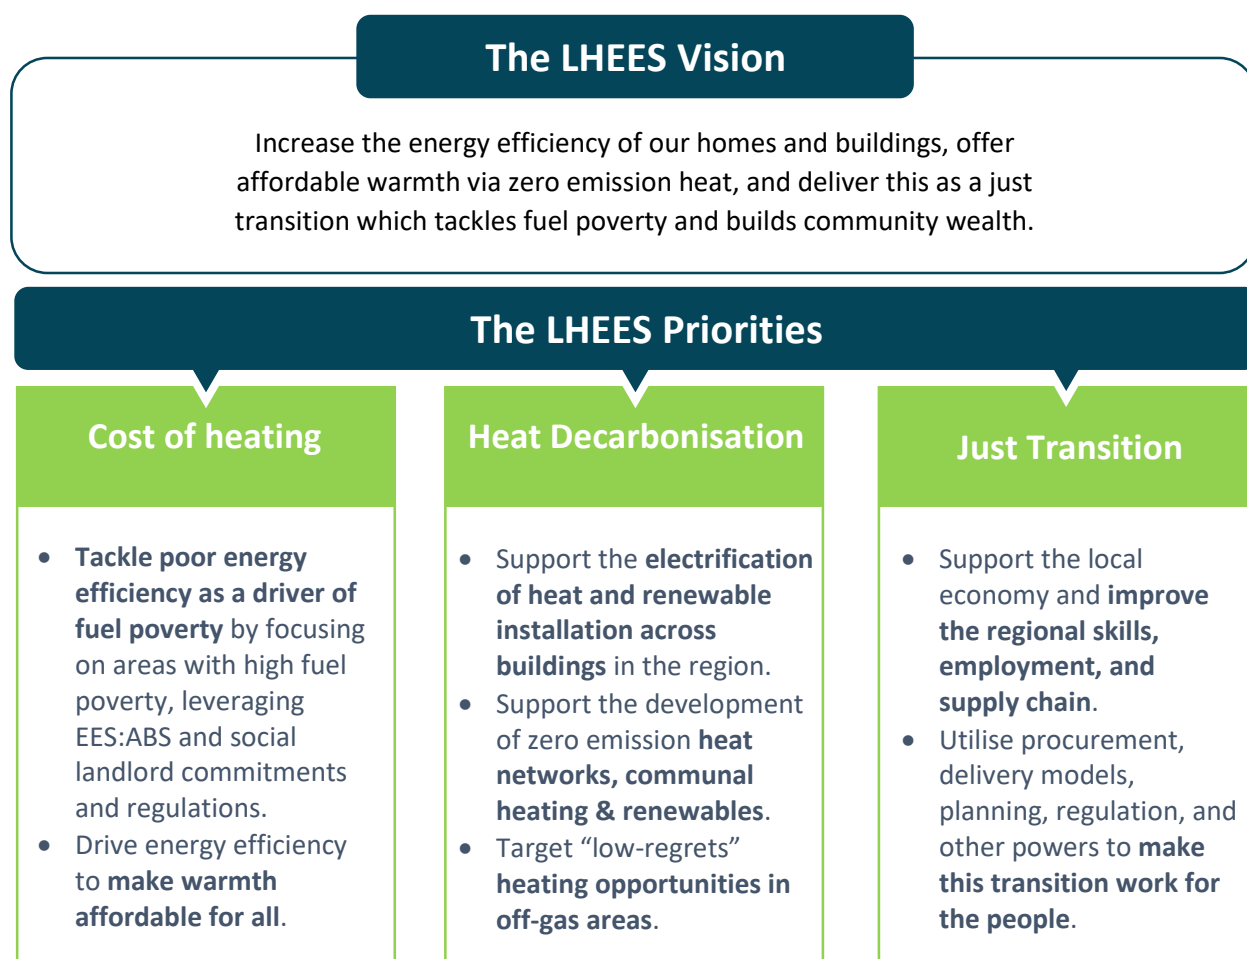 The LHEES Vision
Increase the energy efficiency of our homes and buildings, offer
affordable warmth via zero emission heat, and deliver this as a just
transition which tackles fuel poverty and builds community wealth.
The LHEES Priorities
Cost of heating
• Tackle poor energy
efficiency as a driver of
fuel poverty by focusing
on areas with high fuel
poverty, leveraging
EES:ABS and social
landlord commitments
and regulations.
• Drive energy efficiency
to make warmth
affordable for all.
Heat Decarbonisation
• Support the electrification
of heat and renewable
installation across
buildings in the region.
• Support the development
of zero emission heat
networks, communal
heating & renewables.
• Target “low-regrets”
heating opportunities in
off-gas areas.
Just Transition
• Support the local
economy and improve
the regional skills,
employment, and
supply chain.
• Utilise procurement,
delivery models,
planning, regulation, and
other powers to make
this transition work for
the people.